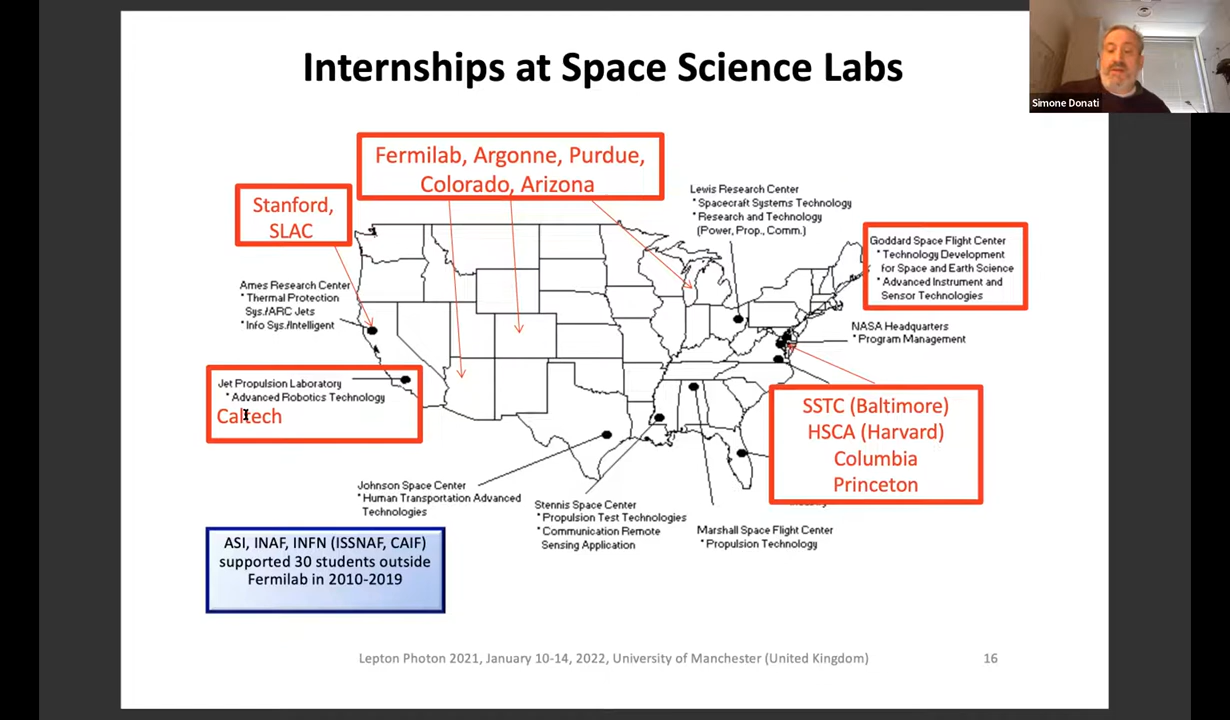 Internships at Space Science Labs
Simone Donati
Fermilab, Argonne, Purdue,
Colorado, Arizona
Stanford,
SLAC
Lewis Research Center
* Spacecraft Systems Technology
* Research and Technology
(Power, Prop., Comm.)
Goddard Space Flight Center
* Technology Development
for Space and Earth Science
* Advanced Instrument and
Sensor Technologies
Ames Research Center
* Thermal Protection
Sys./ARC Jets
* Info Sys./Intelligent
NASA Headquarters
* Program Management
Jet Propulsion Laboratory
* Advanced Robotics Technology
Caltech
SSTC (Baltimore)
HSCA (Harvard)
Columbia
Princeton
Johnson Space Center
* Human Transportation Advanced
Technologies
Stennis Space Center
* Propulsion Test Technologies
* Communication Remote
Sensing Application
Marshall Space Flight Center
* Propulsion Technology
ASI, INAF, INFN (ISSNAF, CAIF)
supported 30 students outside
Fermilab in 2010-2019
Lepton Photon 2021, January 10-14, 2022, University of Manchester (United Kingdom)
16